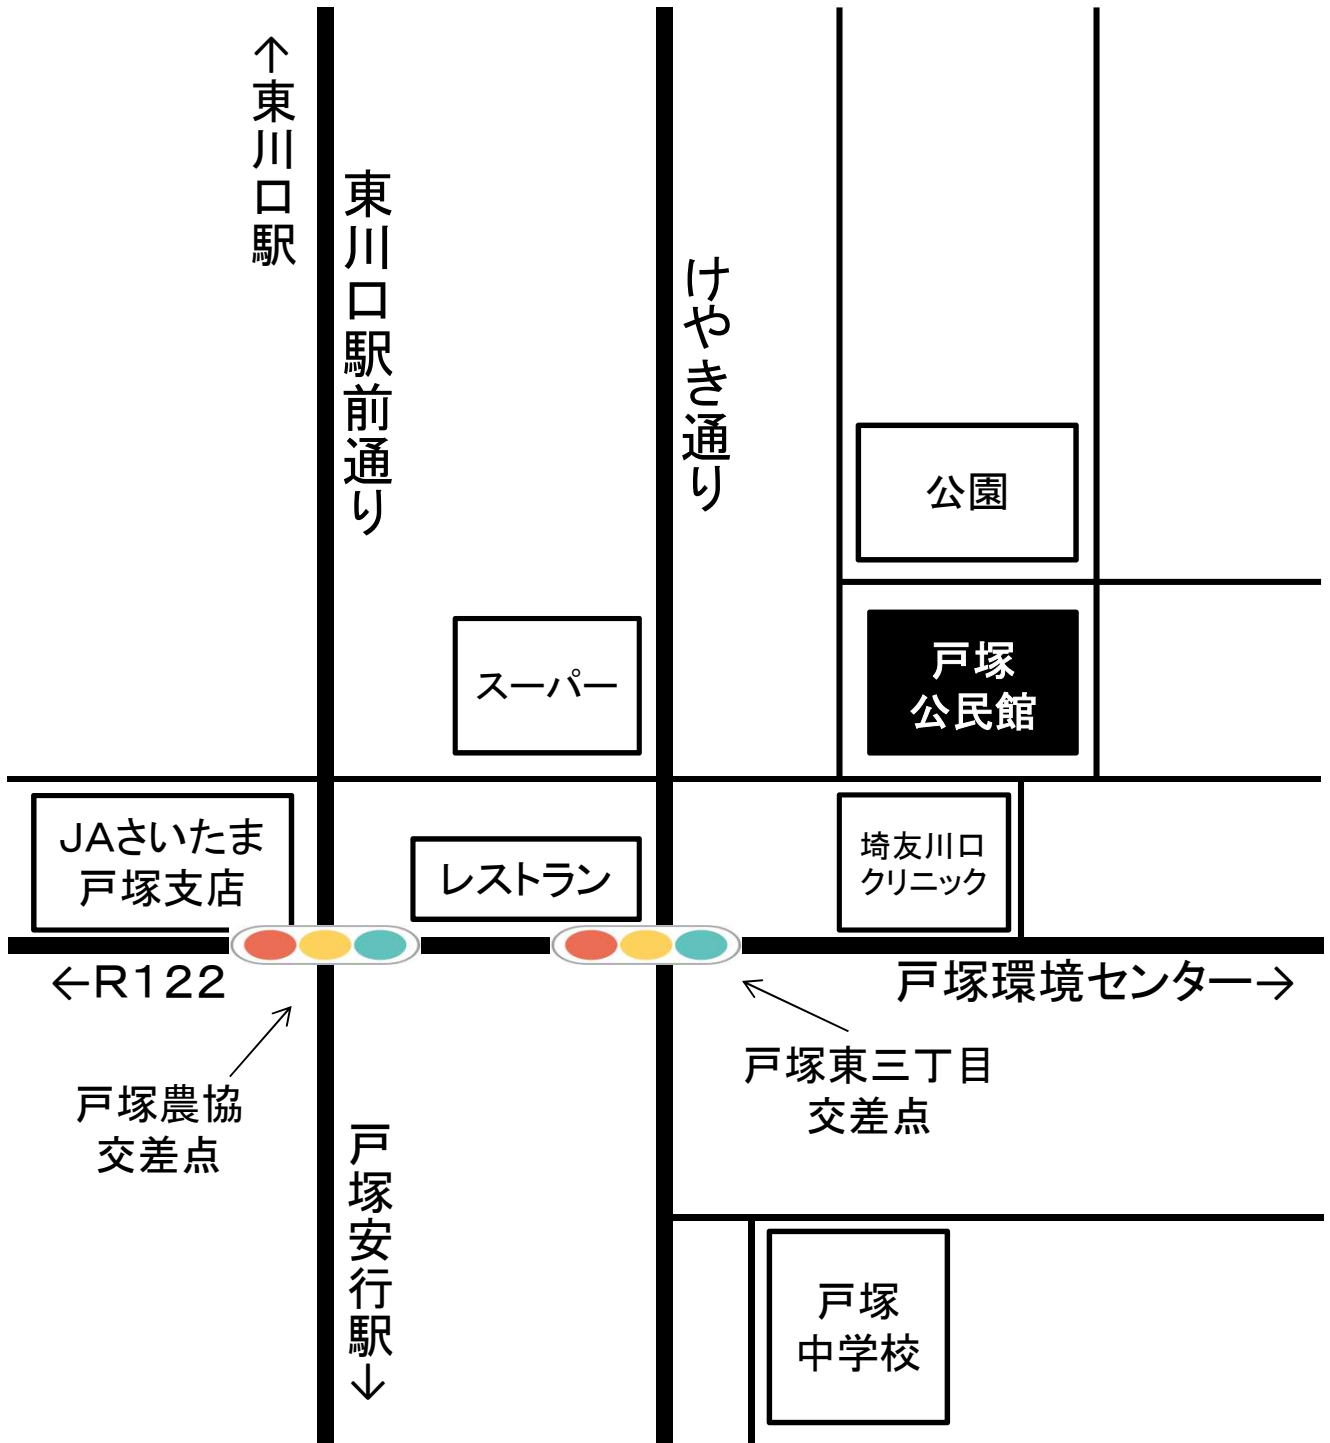 ↑東川口駅
東川口駅前通り
けやき通り
公園
戸塚
公民館
スーパー
JAさいたま
戸塚支店
レストラン
埼友川口
クリニック
←R122
戸塚環境センター→
戸塚農協
交差点
戸塚東三丁目
交差点
戸塚安行駅↓
戸塚
中学校